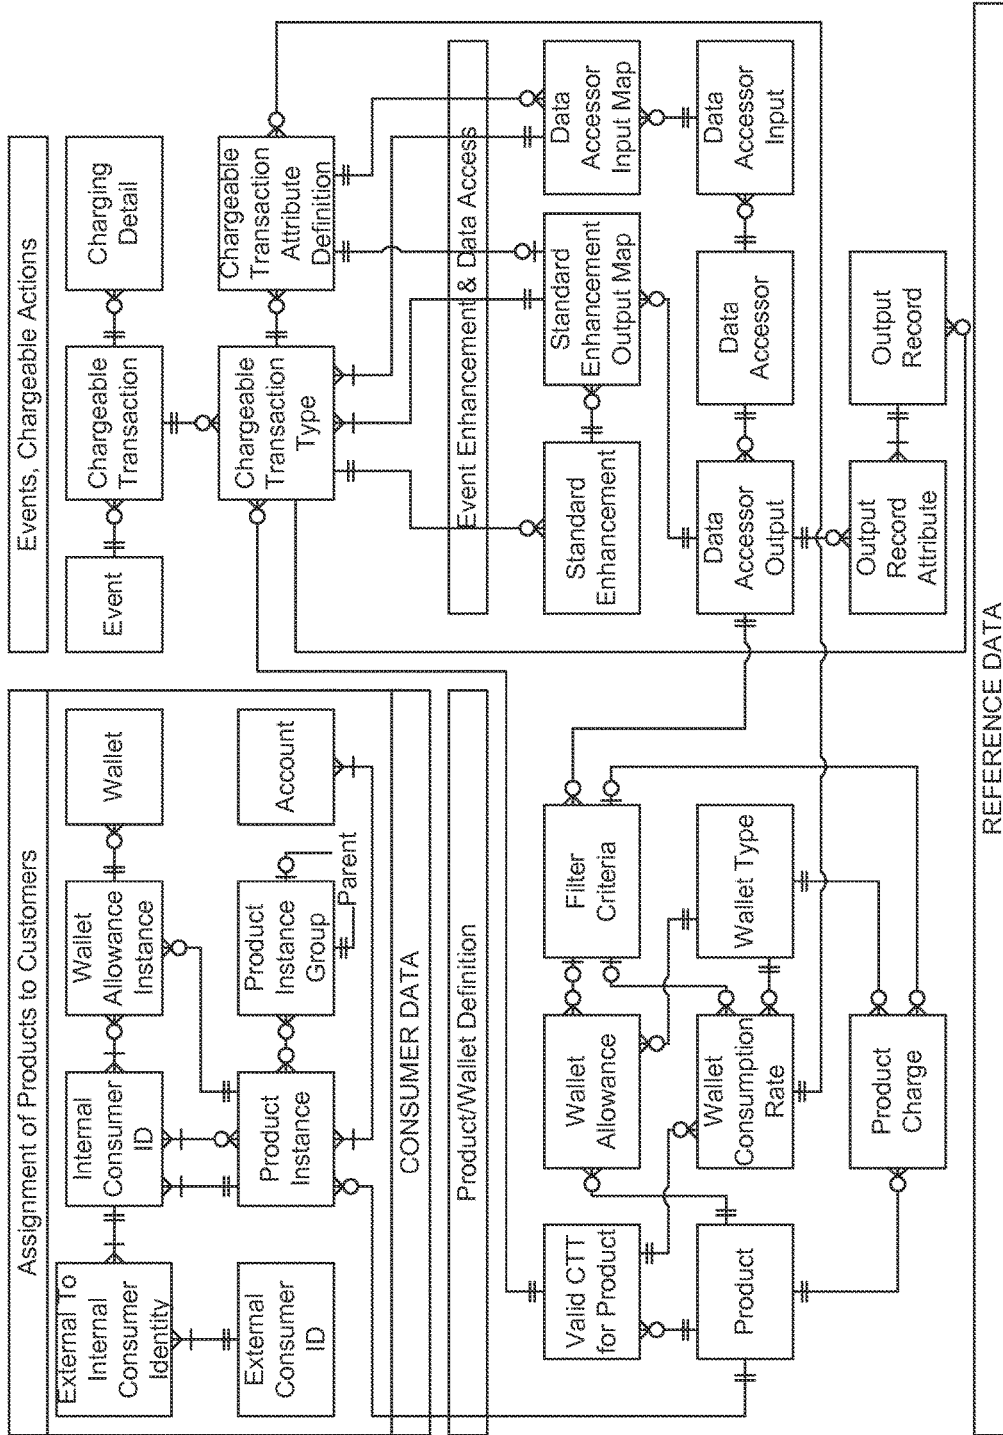 Assignment of Products to Customers
External To
Internal
Consumer
Identity
Internal
Consumer
ID
Wallet
Allowance
Instance
Wallet
External
Consumer
ID
Product
Instance
Product
Instance
Group
Parent
Account
CONSUMER DATA
Events, Chargeable Actions
Event
Chargeable
Transaction
Charging
Detail
Chargeable
Transaction
Type
Chargeable
Transaction
Attribute
Definition
Product/Wallet Definition
Valid CTT
for Product
Wallet
Allowance
Filter
Criteria
Product
Wallet
Consumption
Rate
Wallet Type
Product
Charge
Event Enhancement & Data Access
Standard
Enhancement
Standard
Enhancement
Output Map
Data
Accessor
Input Map
Data
Accessor
Output
Data
Accessor
Data
Accessor
Input
Output
Record
Attribute
Output
Record
REFERENCE DATA